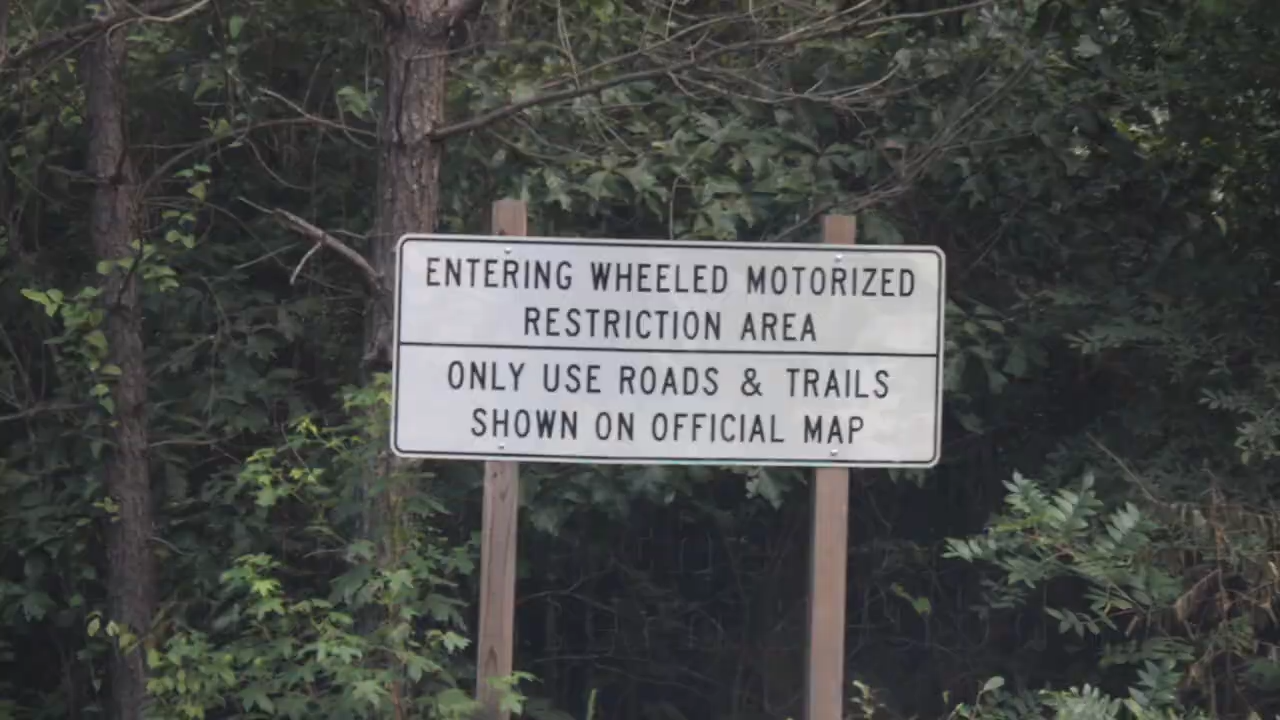 ENTERING WHEELED MOTORIZED
RESTRICTION AREA
ONLY USE ROADS & TRAILS
SHOWN ON OFFICIAL MAP